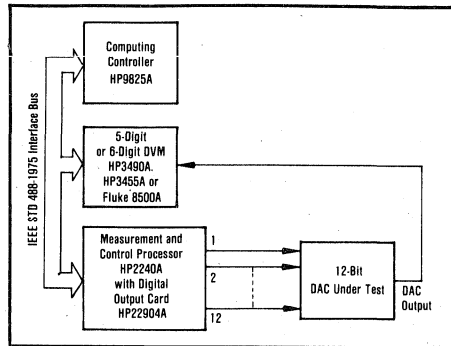 IEEE STD 488-1975 Interface Bus
Computing
Controller
HP9825A
5-Digit
or 6-Digit DVM
HP3490A,
HP3455A or
Fluke 8500A
Measurement and
Control Processor
HP2240A
with Digital
Output Card
HP22904A
1
2
12
12-Bit
DAC Under Test
DAC
Output